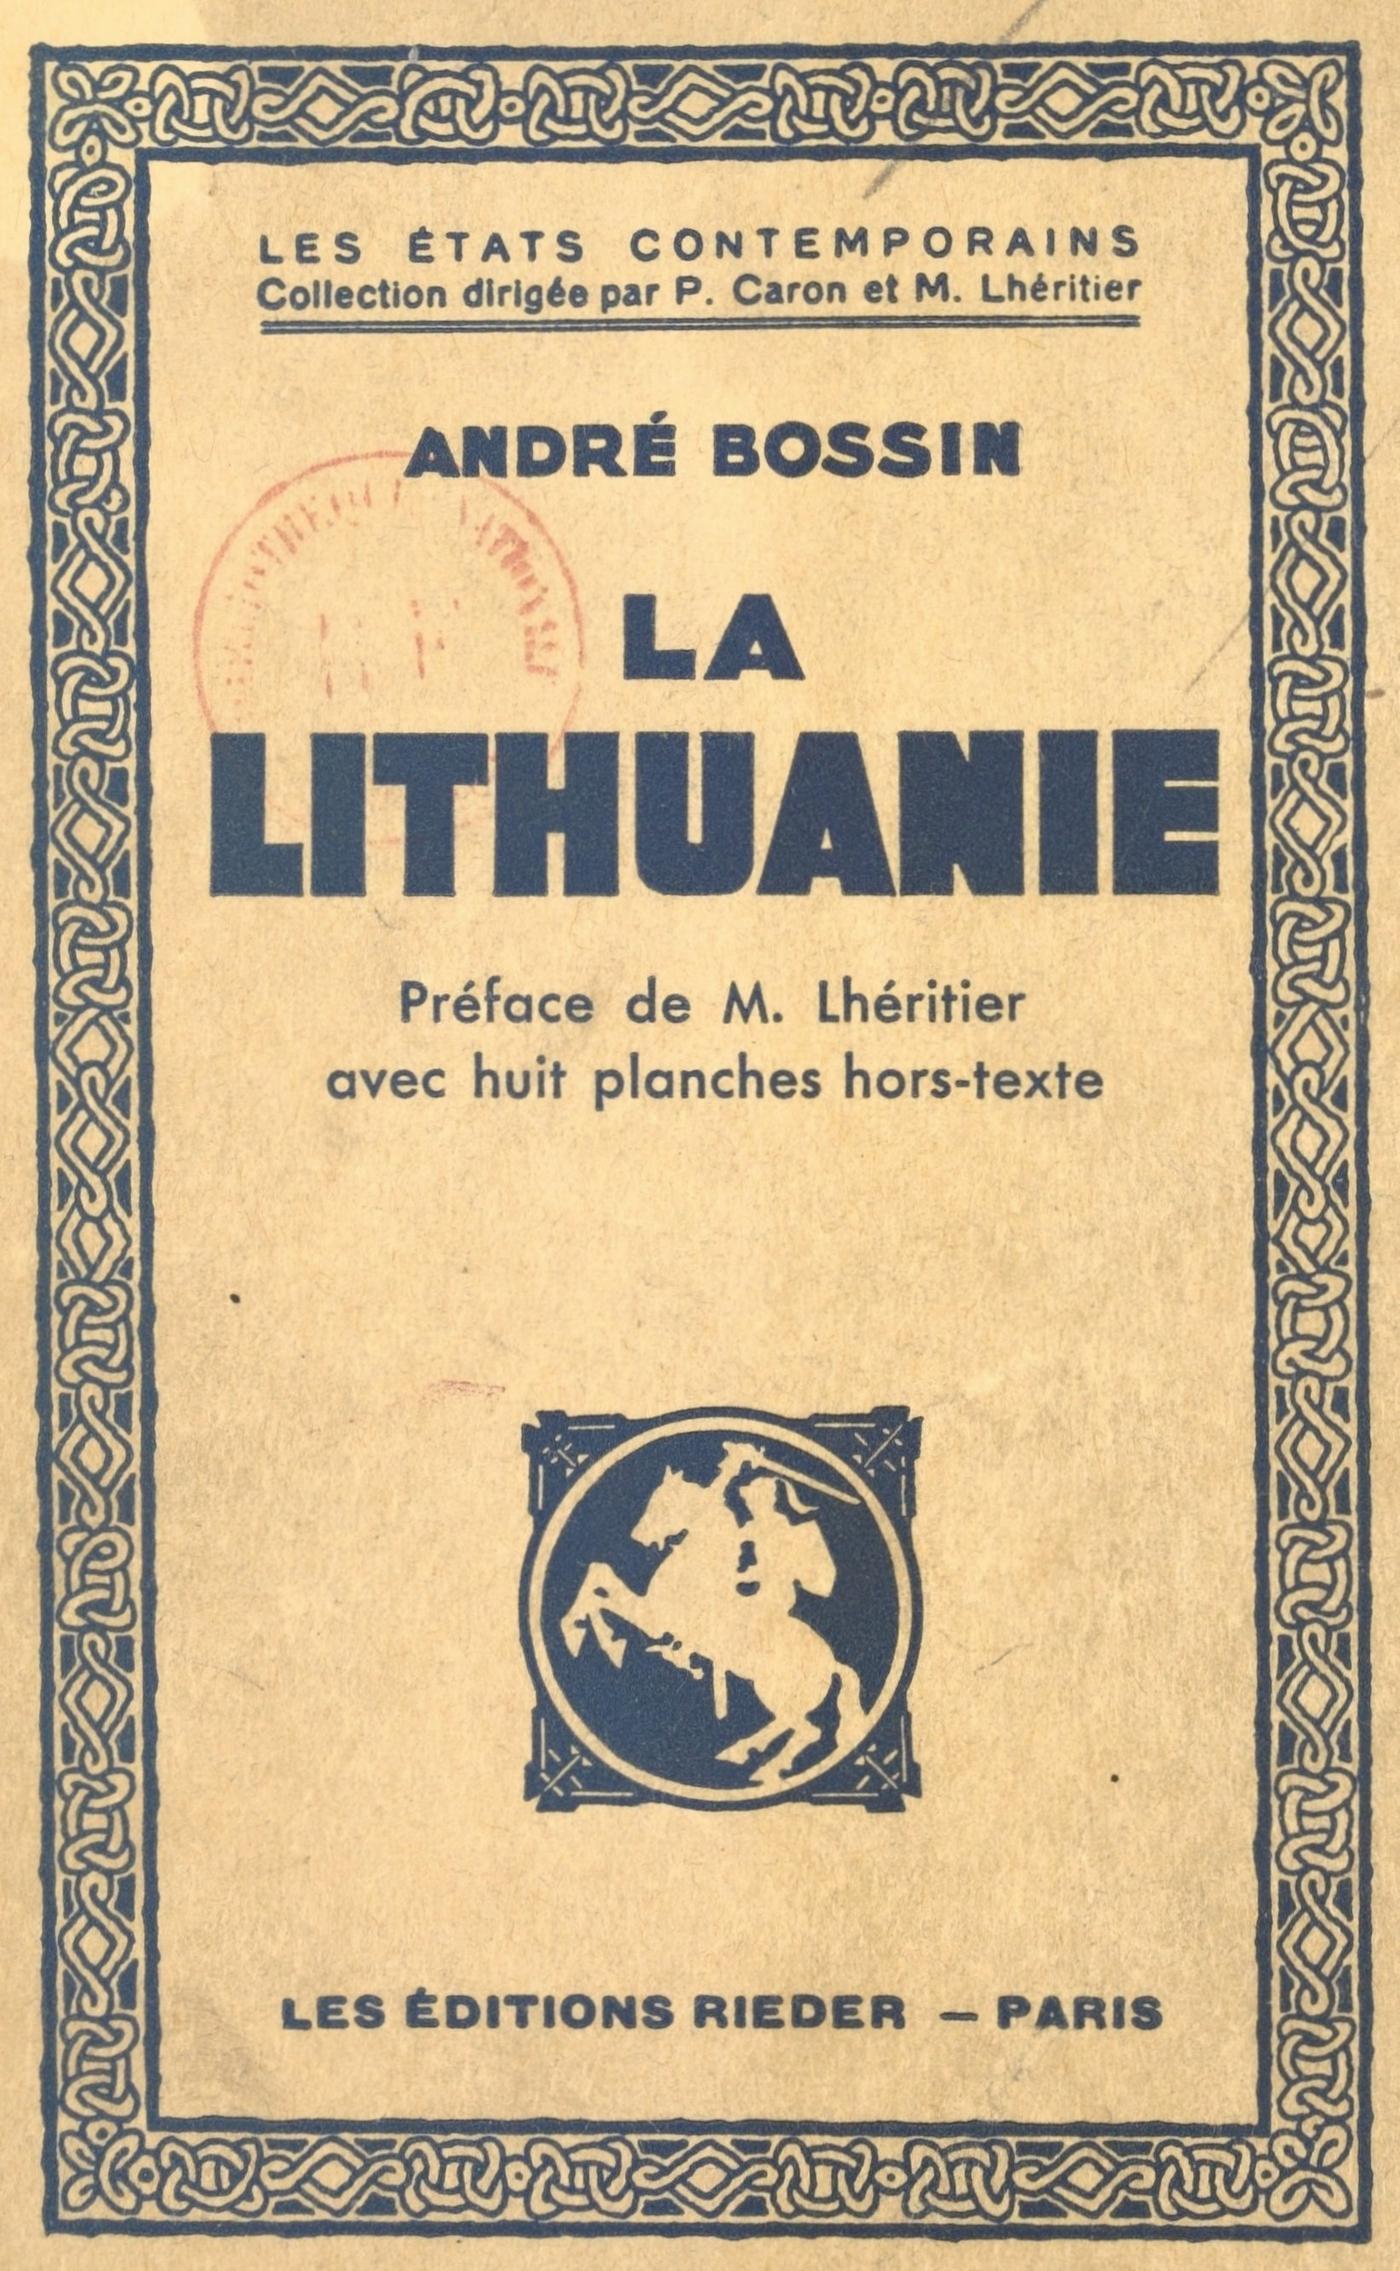 LES ÉTATS CONTEMPORAINS
Collection dirigée par P. Caron et M. Lhéritier
ANDRÉ BOSSIN
LA
LITHUANIE
Préface de M. Lhéritier
avec huit planches hors-texte
LES ÉDITIONS RIEDER – PARIS